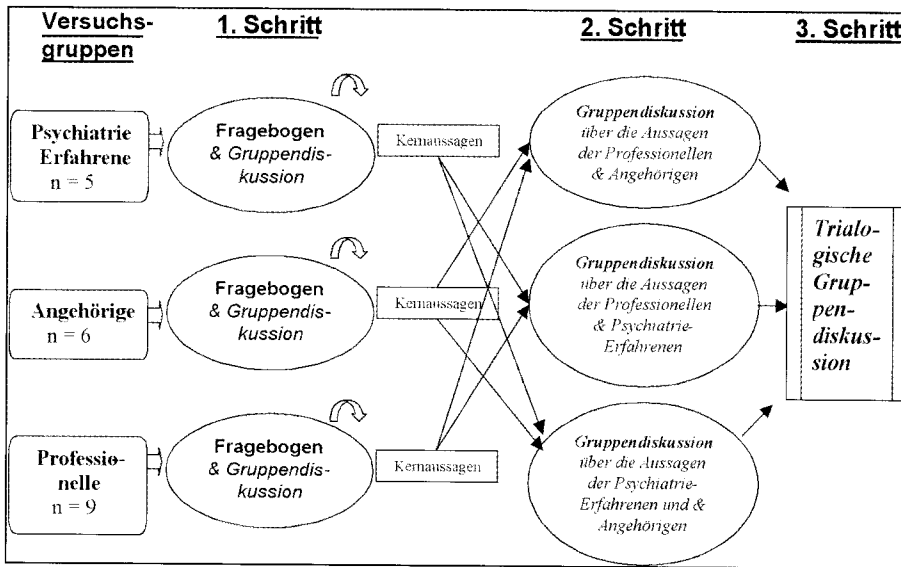 Versuchs-
gruppen
1. Schritt
2. Schritt
3. Schritt
Psychiatrie
Erfahrene
n = 5
Fragebogen
& Gruppendis-
kussion
Kernaussagen
Gruppendiskussion
über die Aussagen
der Professionellen
& Angehörigen
Angehörige
n = 6
Fragebogen
& Gruppendis-
kussion
Kernaussagen
Gruppendiskussion
über die Aussagen
der Professionellen
& Psychiatrie-
Erfahrenen
Trialo-
gische
Grup-
pen-
diskus-
sion
Professio-
nelle
n = 9
Fragebogen
& Gruppendis-
kussion
Kernaussagen
Gruppendiskussion
über die Aussagen
der Psychiatrie-
Erfahrenen und &
Angehörigen